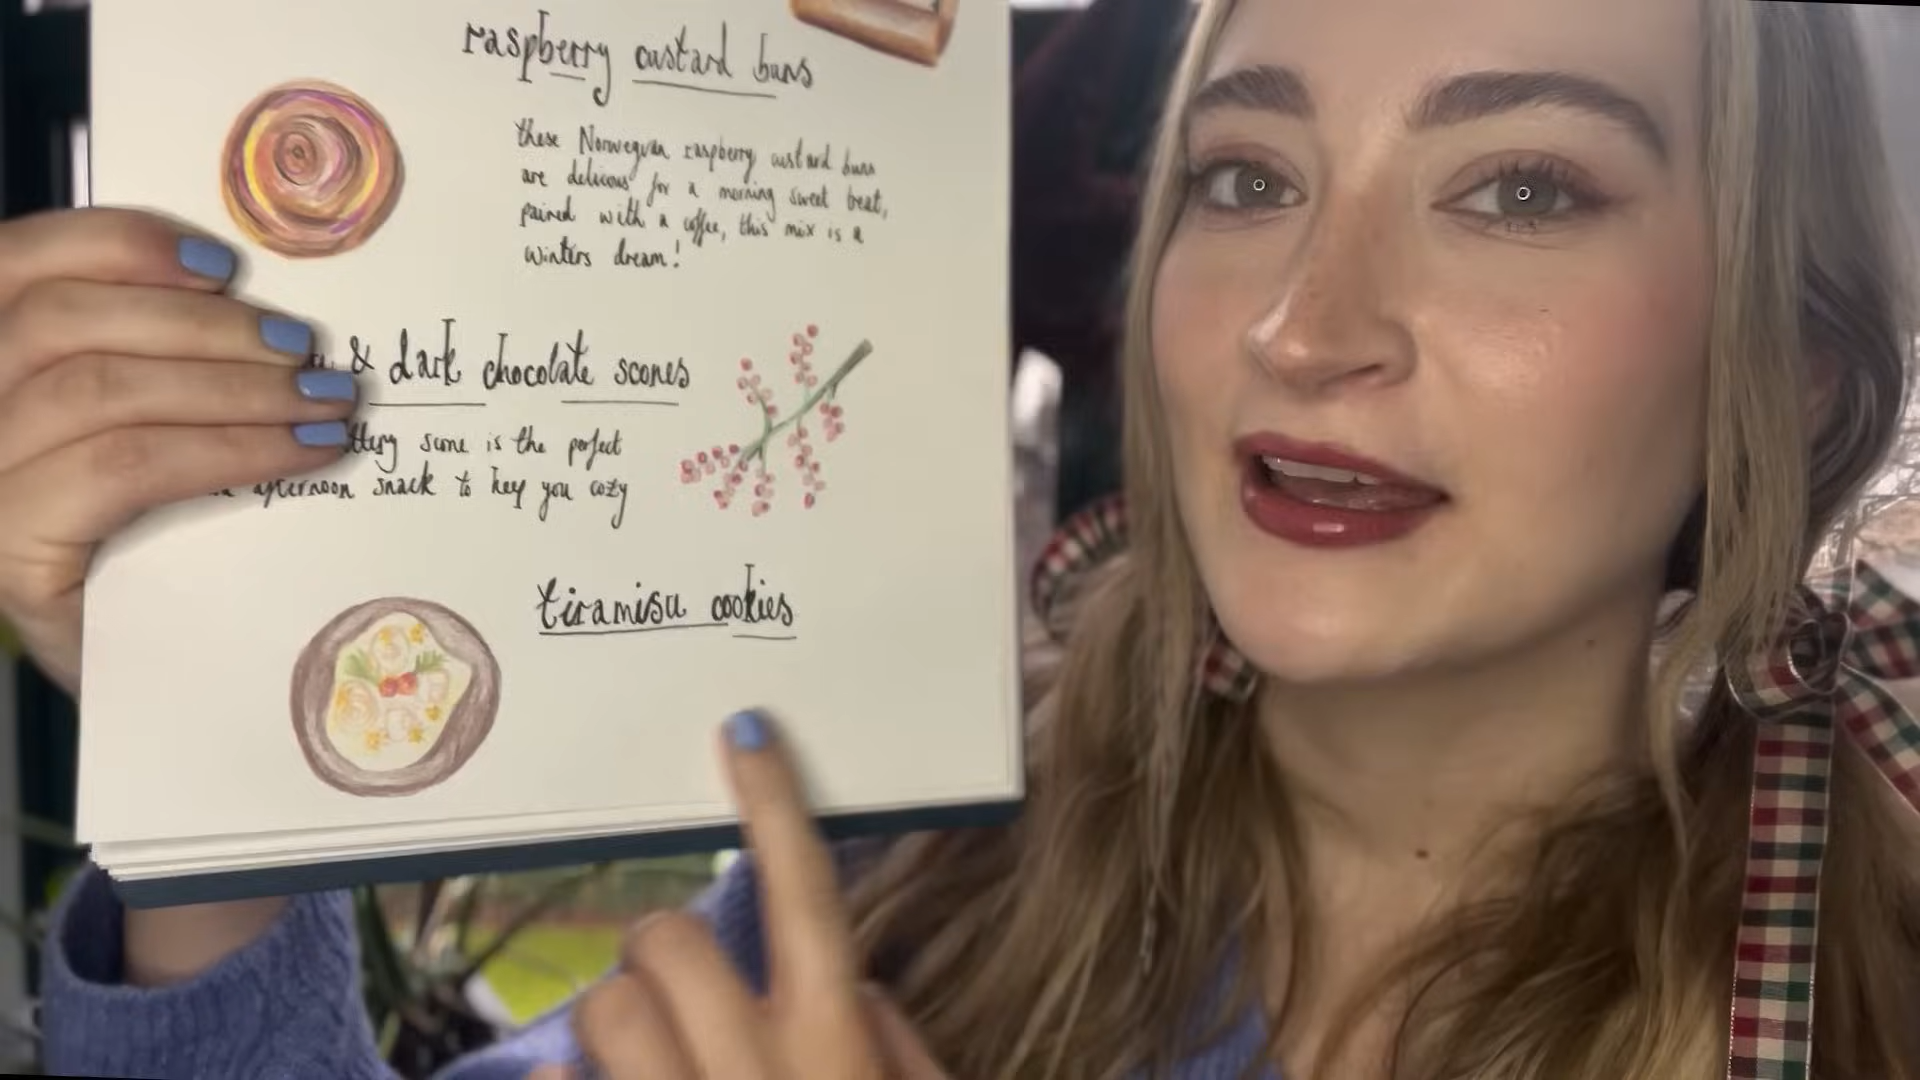 raspberry custard buns
these Norwegian raspberry custard buns
are delicious for a morning sweet treat,
paired with a coffee, this mix is a
winters dream!
& dark chocolate scones
scone is the perfect
afternoon snack to keep you cozy
tiramisu cookies